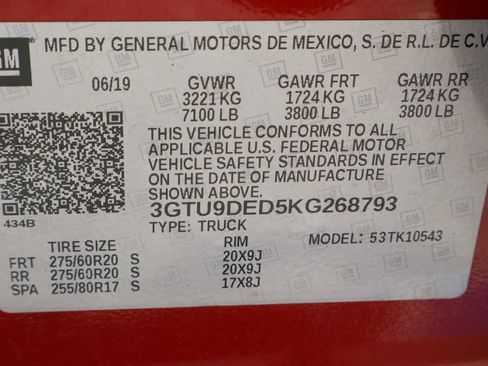 GM MFD BY GENERAL MOTORS DE MEXICO, S. DE R.L. DE C.V
06/19 GVWR GAWR FRT GAWR RR
3221 KG 1724 KG 1724 KG
7100 LB 3800 LB 3800 LB
THIS VEHICLE CONFORMS TO ALL
APPLICABLE U.S. FEDERAL MOTOR
VEHICLE SAFETY STANDARDS IN EFFECT
ON THE DATE OF MANUFACTURE
SHOWN ABOVE.
434B 3GTU9DED5KG268793
TYPE: TRUCK MODEL: 53TK10543
TIRE SIZE RIM
FRT 275/60R20 S 20X9J
RR 275/60R20 S 20X9J
SPA 255/80R17 S 17X8J